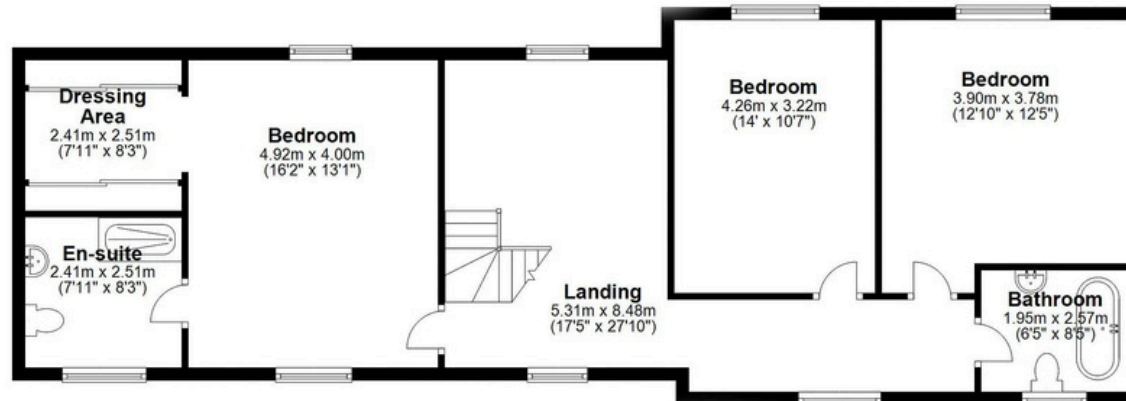 Dressing
Area
2.41m x 2.51m
(7'11" x 8'3")
Bedroom
4.92m x 4.00m
(16'2" x 13'1")
Bedroom
4.26m x 3.22m
(14' x 10'7")
Bedroom
3.90m x 3.78m
(12'10" x 12'5")
En-suite
2.41m x 2.51m
(7'11" x 8'3")
Landing
5.31m x 8.48m
(17'5" x 27'10")
Bathroom
1.95m x 2.57m
(6'5" x 8'5")